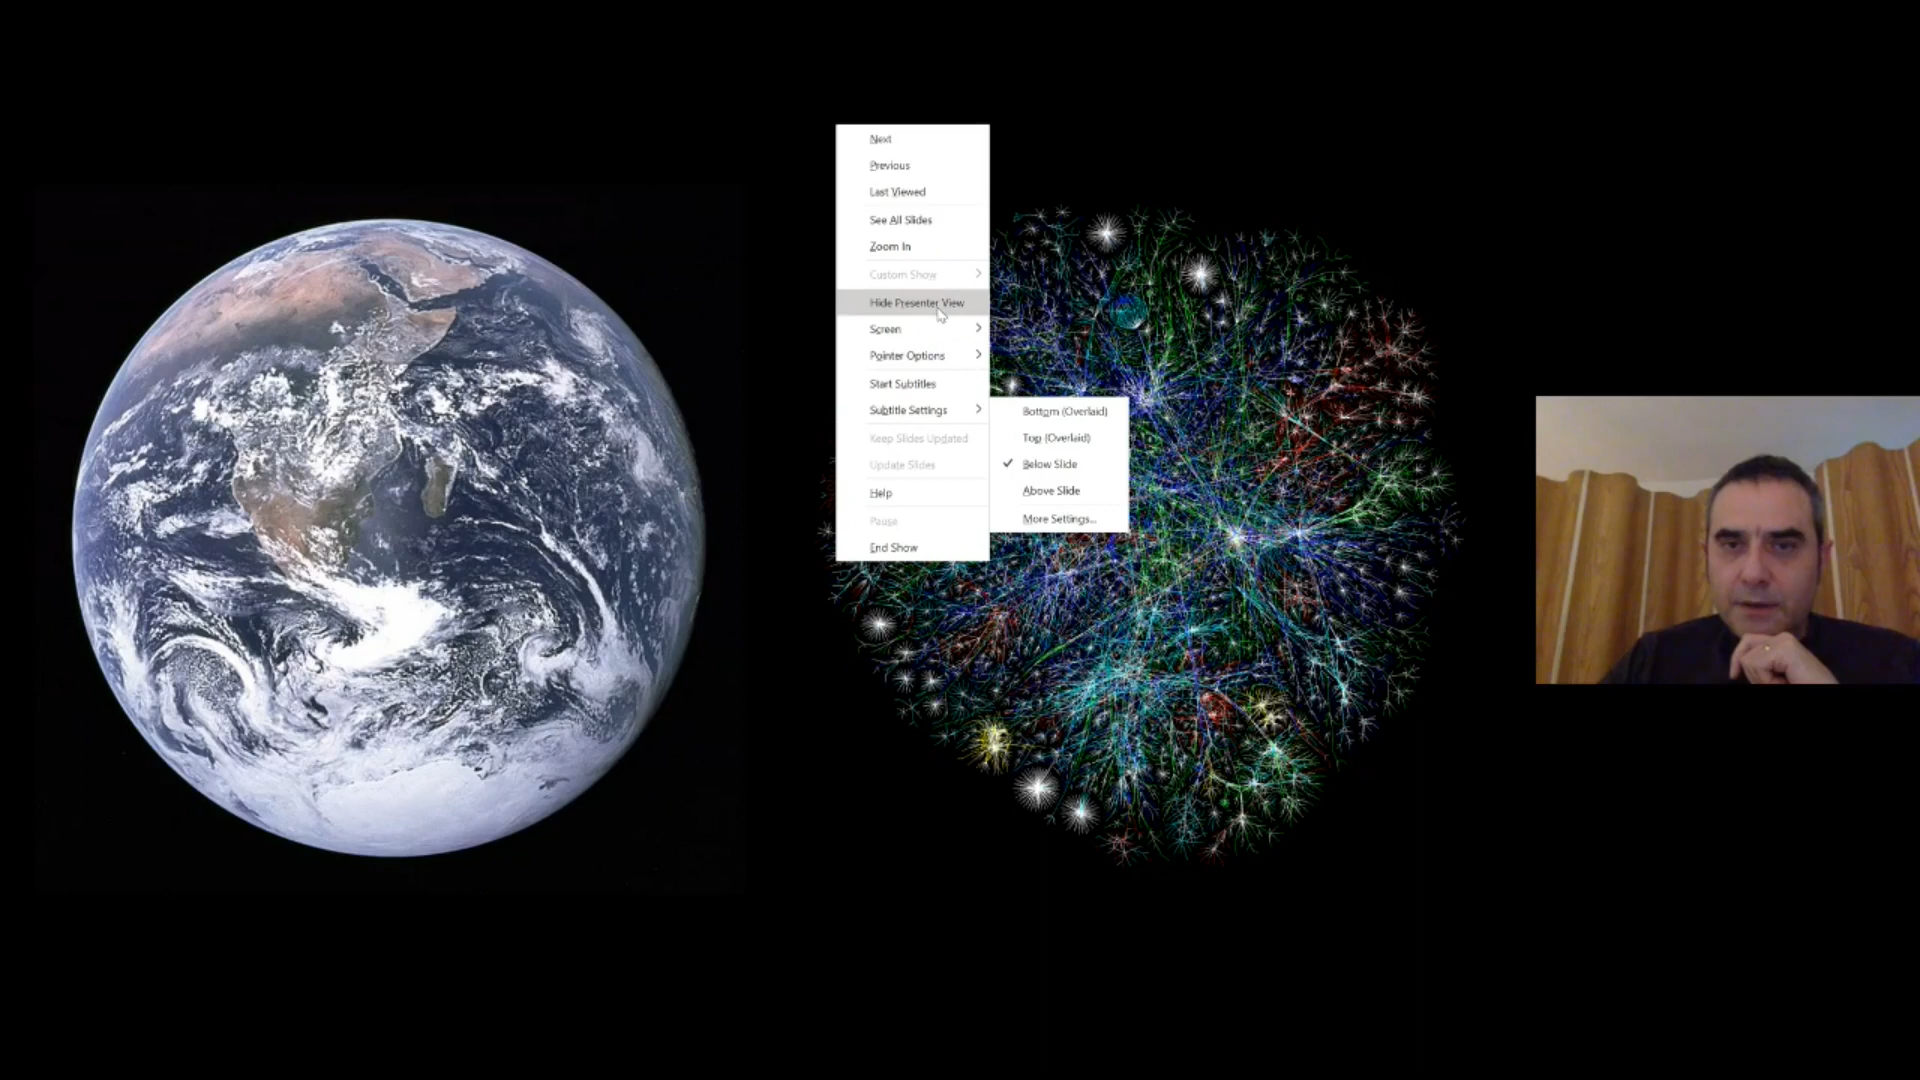 Next
Previous
Last Viewed
See All Slides
Zoom In
Custom Show
Hide Presenter View
Screen
Pointer Options
Start Subtitles
Subtitle Settings
Keep Slides Updated
Update Slides
Help
Pause
End Show
Bottom (Overlaid)
Top (Overlaid)
Below Slide
Above Slide
More Settings...